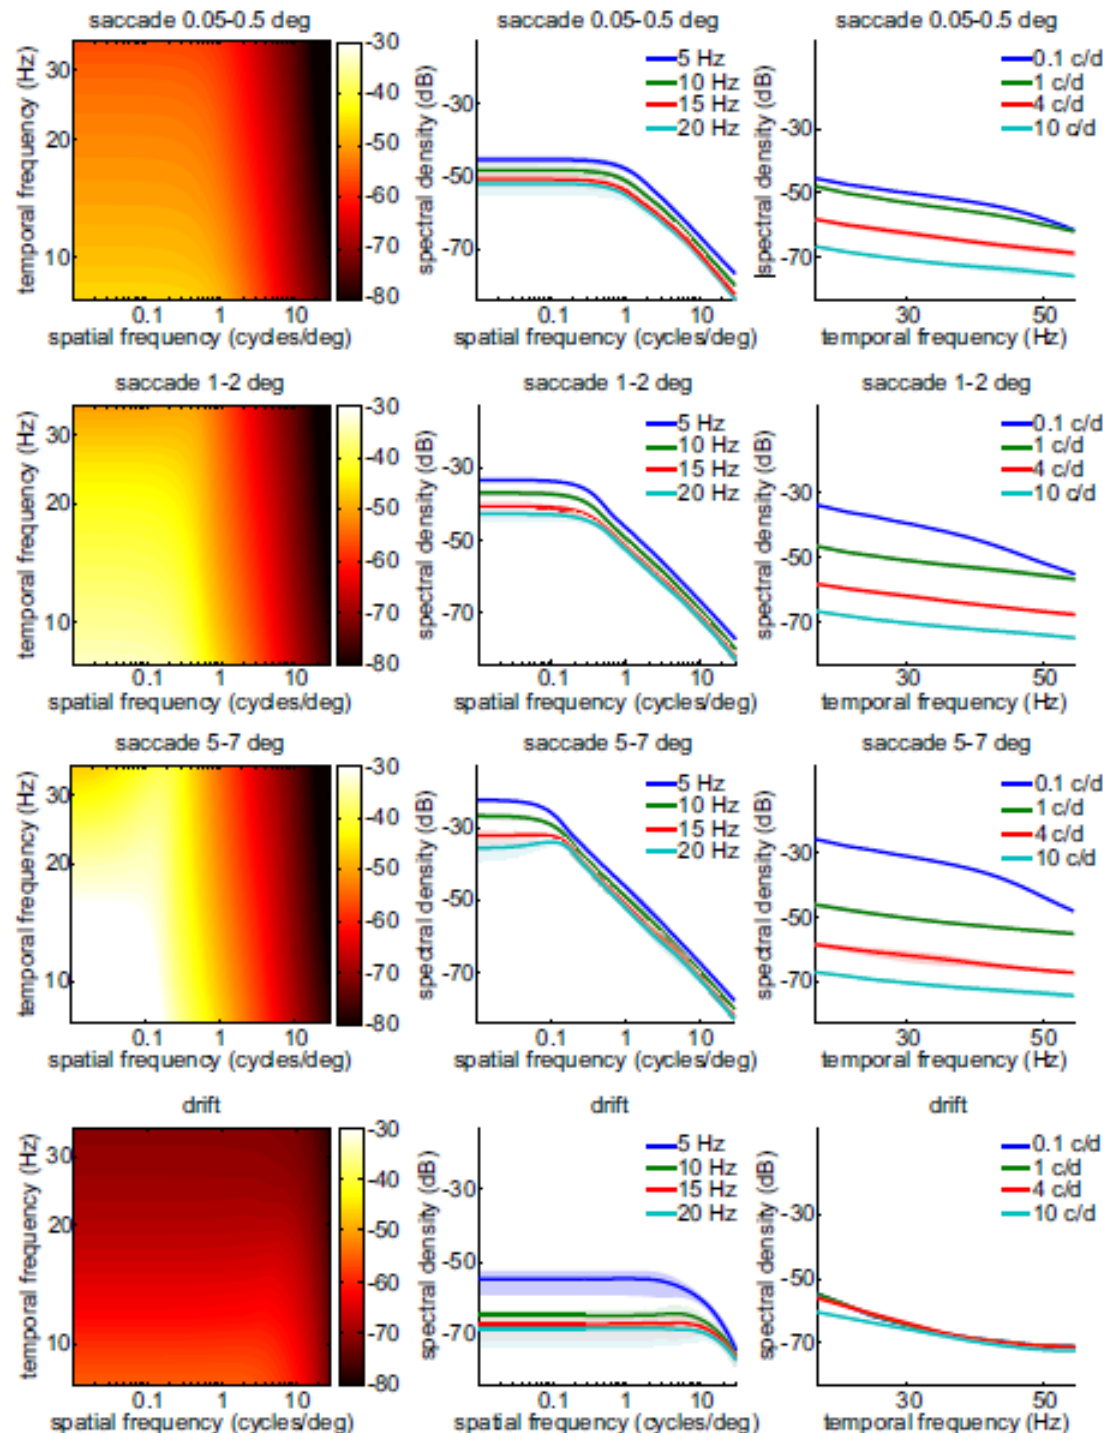 saccade 0.05-0.5 deg
temporal frequency (Hz)
30
20
10
0.1 1 10
spatial frequency (cycles/deg)
-30
-40
-50
-60
-70
-80
saccade 0.05-0.5 deg
spectral density (dB)
-30
-50
-70
5 Hz
10 Hz
15 Hz
20 Hz
0.1 1 10
spatial frequency (cycles/deg)
saccade 0.05-0.5 deg
spectral density (dB)
-30
-50
-70
0.1 c/d
1 c/d
4 c/d
10 c/d
30 50
temporal frequency (Hz)
saccade 1-2 deg
temporal frequency (Hz)
30
20
10
0.1 1 10
spatial frequency (cycles/deg)
-30
-40
-50
-60
-70
-80
saccade 1-2 deg
spectral density (dB)
-30
-50
-70
5 Hz
10 Hz
15 Hz
20 Hz
0.1 1 10
spatial frequency (cycles/deg)
saccade 1-2 deg
spectral density (dB)
-30
-50
-70
0.1 c/d
1 c/d
4 c/d
10 c/d
30 50
temporal frequency (Hz)
saccade 5-7 deg
temporal frequency (Hz)
30
20
10
0.1 1 10
spatial frequency (cycles/deg)
-30
-40
-50
-60
-70
-80
saccade 5-7 deg
spectral density (dB)
-30
-50
-70
5 Hz
10 Hz
15 Hz
20 Hz
0.1 1 10
spatial frequency (cycles/deg)
saccade 5-7 deg
spectral density (dB)
-30
-50
-70
0.1 c/d
1 c/d
4 c/d
10 c/d
30 50
temporal frequency (Hz)
drift
temporal frequency (Hz)
30
20
10
0.1 1 10
spatial frequency (cycles/deg)
-30
-40
-50
-60
-70
-80
drift
spectral density (dB)
-30
-50
-70
5 Hz
10 Hz
15 Hz
20 Hz
0.1 1 10
spatial frequency (cycles/deg)
drift
spectral density (dB)
-30
-50
-70
0.1 c/d
1 c/d
4 c/d
10 c/d
30 50
temporal frequency (Hz)